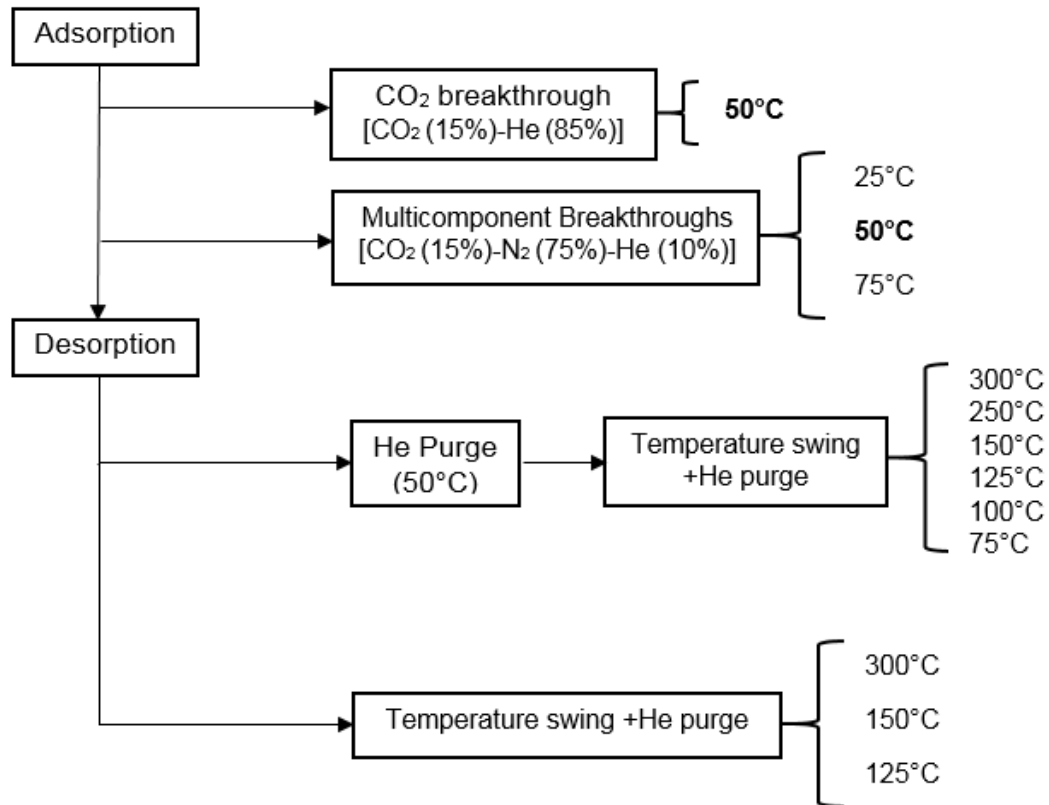 Adsorption
CO₂ breakthrough
[CO₂ (15%)-He (85%)]
50°C
Multicomponent Breakthroughs
[CO₂ (15%)-N₂ (75%)-He (10%)]
25°C
50°C
75°C
Desorption
He Purge
(50°C)
Temperature swing
+He purge
300°C
250°C
150°C
125°C
100°C
75°C
Temperature swing +He purge
300°C
150°C
125°C